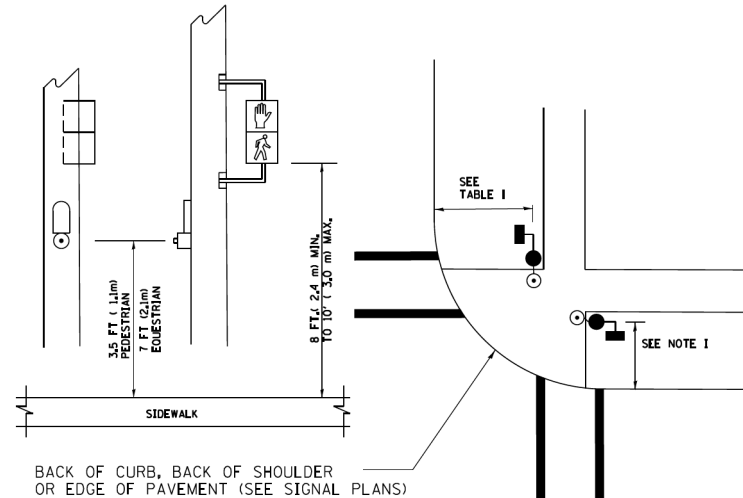 SEE
TABLE I
SEE NOTE I
3.5 FT ( 1.1m)
PEDESTRIAN
7 FT (2.1m)
EQUESTRIAN
8 FT.( 2.4 m) MIN.
TO 10' ( 3.0 m) MAX.
SIDEWALK
BACK OF CURB, BACK OF SHOULDER
OR EDGE OF PAVEMENT (SEE SIGNAL PLANS)